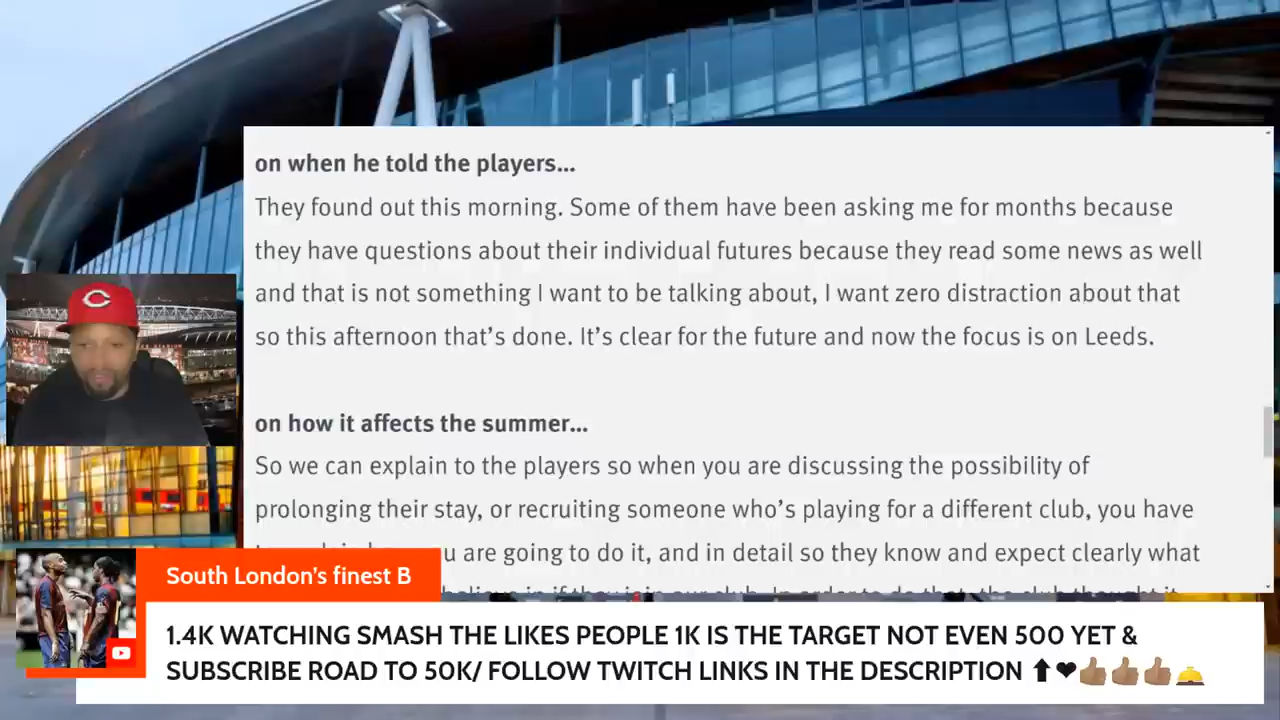 on when he told the players...
They found out this morning. Some of them have been asking me for months because
they have questions about their individual futures because they read some news as well
and that is not something I want to be talking about, I want zero distraction about that
so this afternoon that's done. It's clear for the future and now the focus is on Leeds.
on how it affects the summer...
So we can explain to the players so when you are discussing the possibility of
prolonging their stay, or recruiting someone who's playing for a different club, you have
you are going to do it, and in detail so they know and expect clearly what
South London's finest B
1.4K WATCHING SMASH THE LIKES PEOPLE 1K IS THE TARGET NOT EVEN 500 YET &
SUBSCRIBE ROAD TO 50K/ FOLLOW TWITCH LINKS IN THE DESCRIPTION ⬆❤👍🏽👍🏽👍🏽🛎